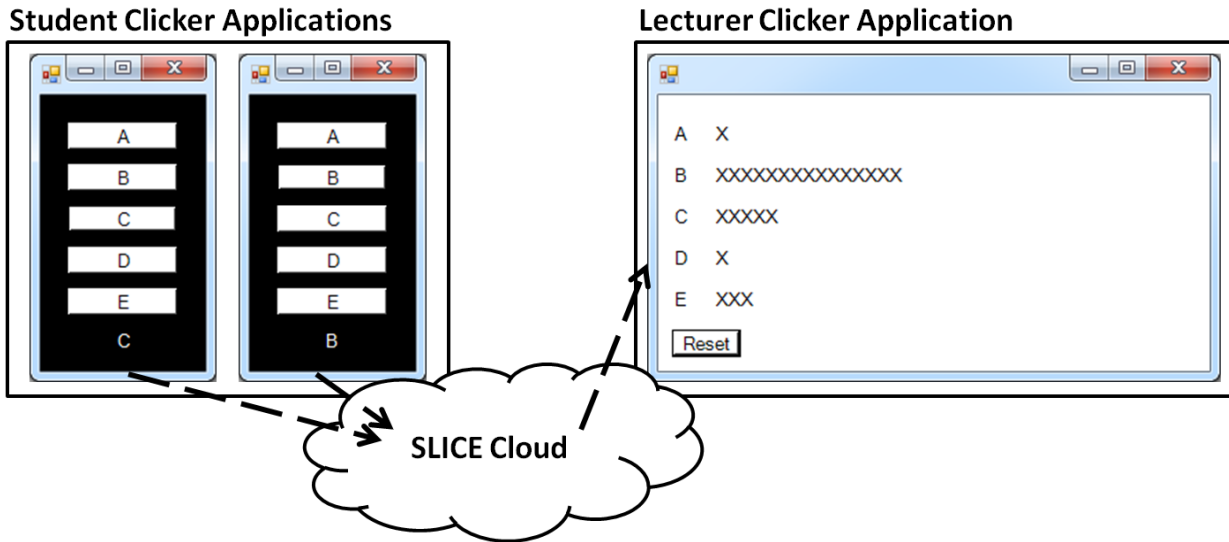 Student Clicker Applications
Lecturer Clicker Application
A
B
C
D
E
C
A
B
C
D
E
B
A X
B XXXXXXXXXXXXXXX
C XXXXX
D X
E XXX
Reset
SLICE Cloud